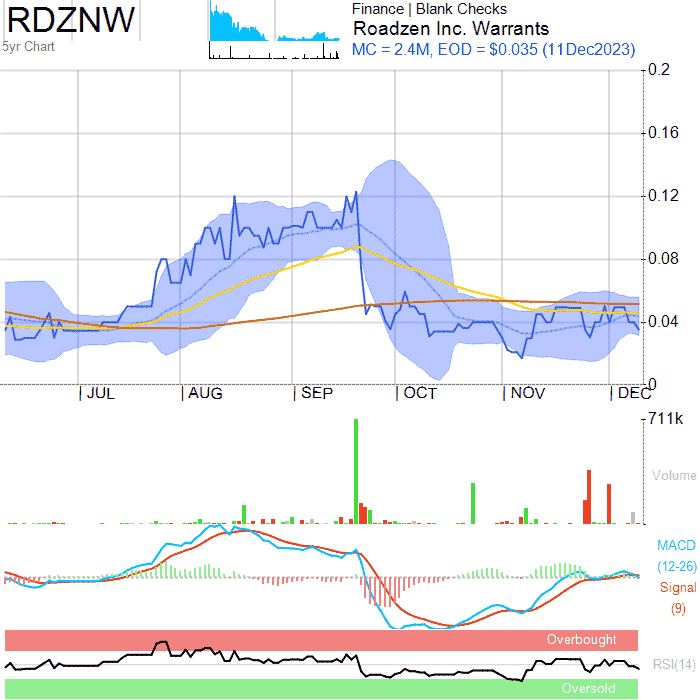 RDZNW
5yr Chart
Finance | Blank Checks
Roadzen Inc. Warrants
MC = 2.4M, EOD = $0.035 (11Dec2023)
0.2
0.16
0.12
0.08
0.04
0
JUL AUG SEP OCT NOV DEC
711k
Volume
MACD
(12-26)
Signal
(9)
Overbought
RSI(14)
Oversold